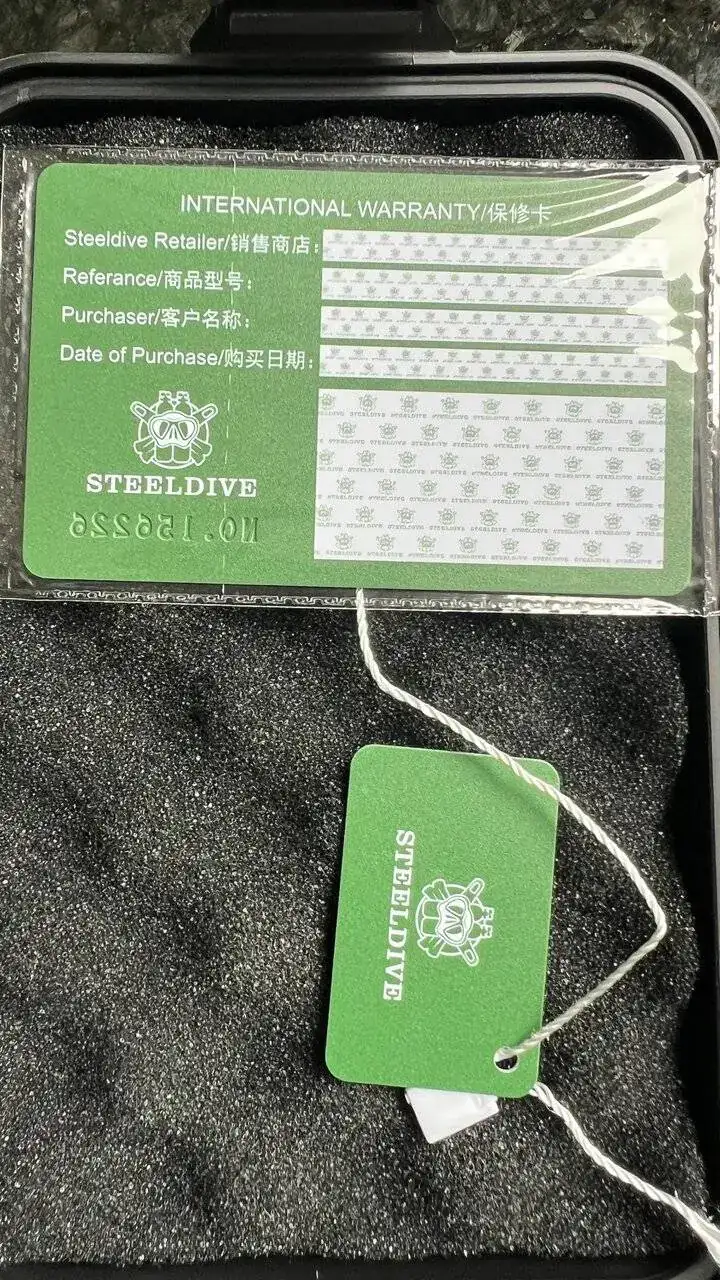 INTERNATIONAL WARRANTY/保修卡
Steeldive Retailer/销售商店:
Referance/商品型号:
Purchaser/客户名称:
Date of Purchase/购买日期:
STEELDIVE
NO.156226
STEELDIVE